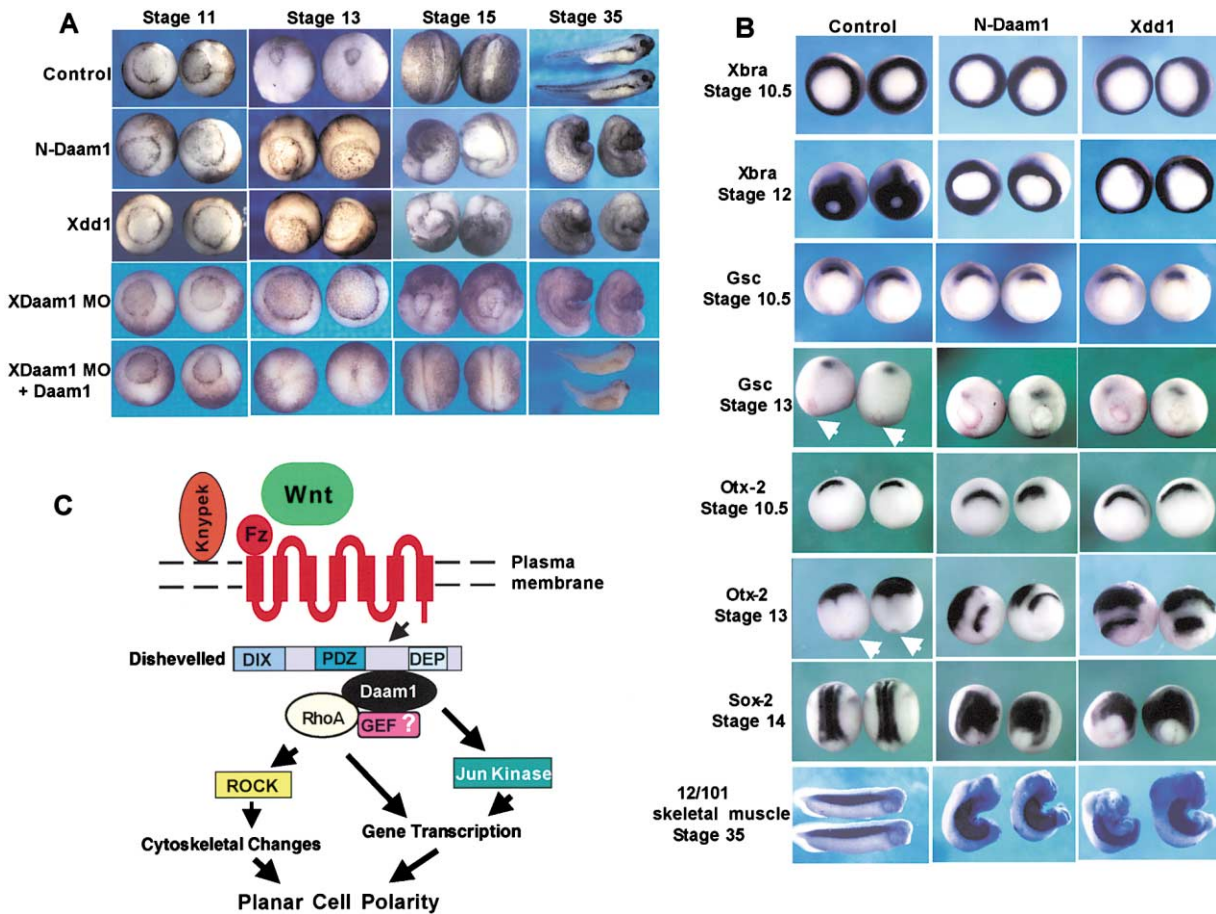 A
Stage 11 Stage 13 Stage 15 Stage 35
Control
N-Daam1
Xdd1
XDaam1 MO
XDaam1 MO
+ Daam1
B
Control N-Daam1 Xdd1
Xbra
Stage 10.5
Xbra
Stage 12
Gsc
Stage 10.5
Gsc
Stage 13
Otx-2
Stage 10.5
Otx-2
Stage 13
Sox-2
Stage 14
12/101
skeletal muscle
Stage 35
C
Knypek
Wnt
Fz
Plasma
membrane
Dishevelled
DIX PDZ DEP
Daam1
RhoA
GEF ?
ROCK
Jun Kinase
Cytoskeletal Changes
Gene Transcription
Planar Cell Polarity